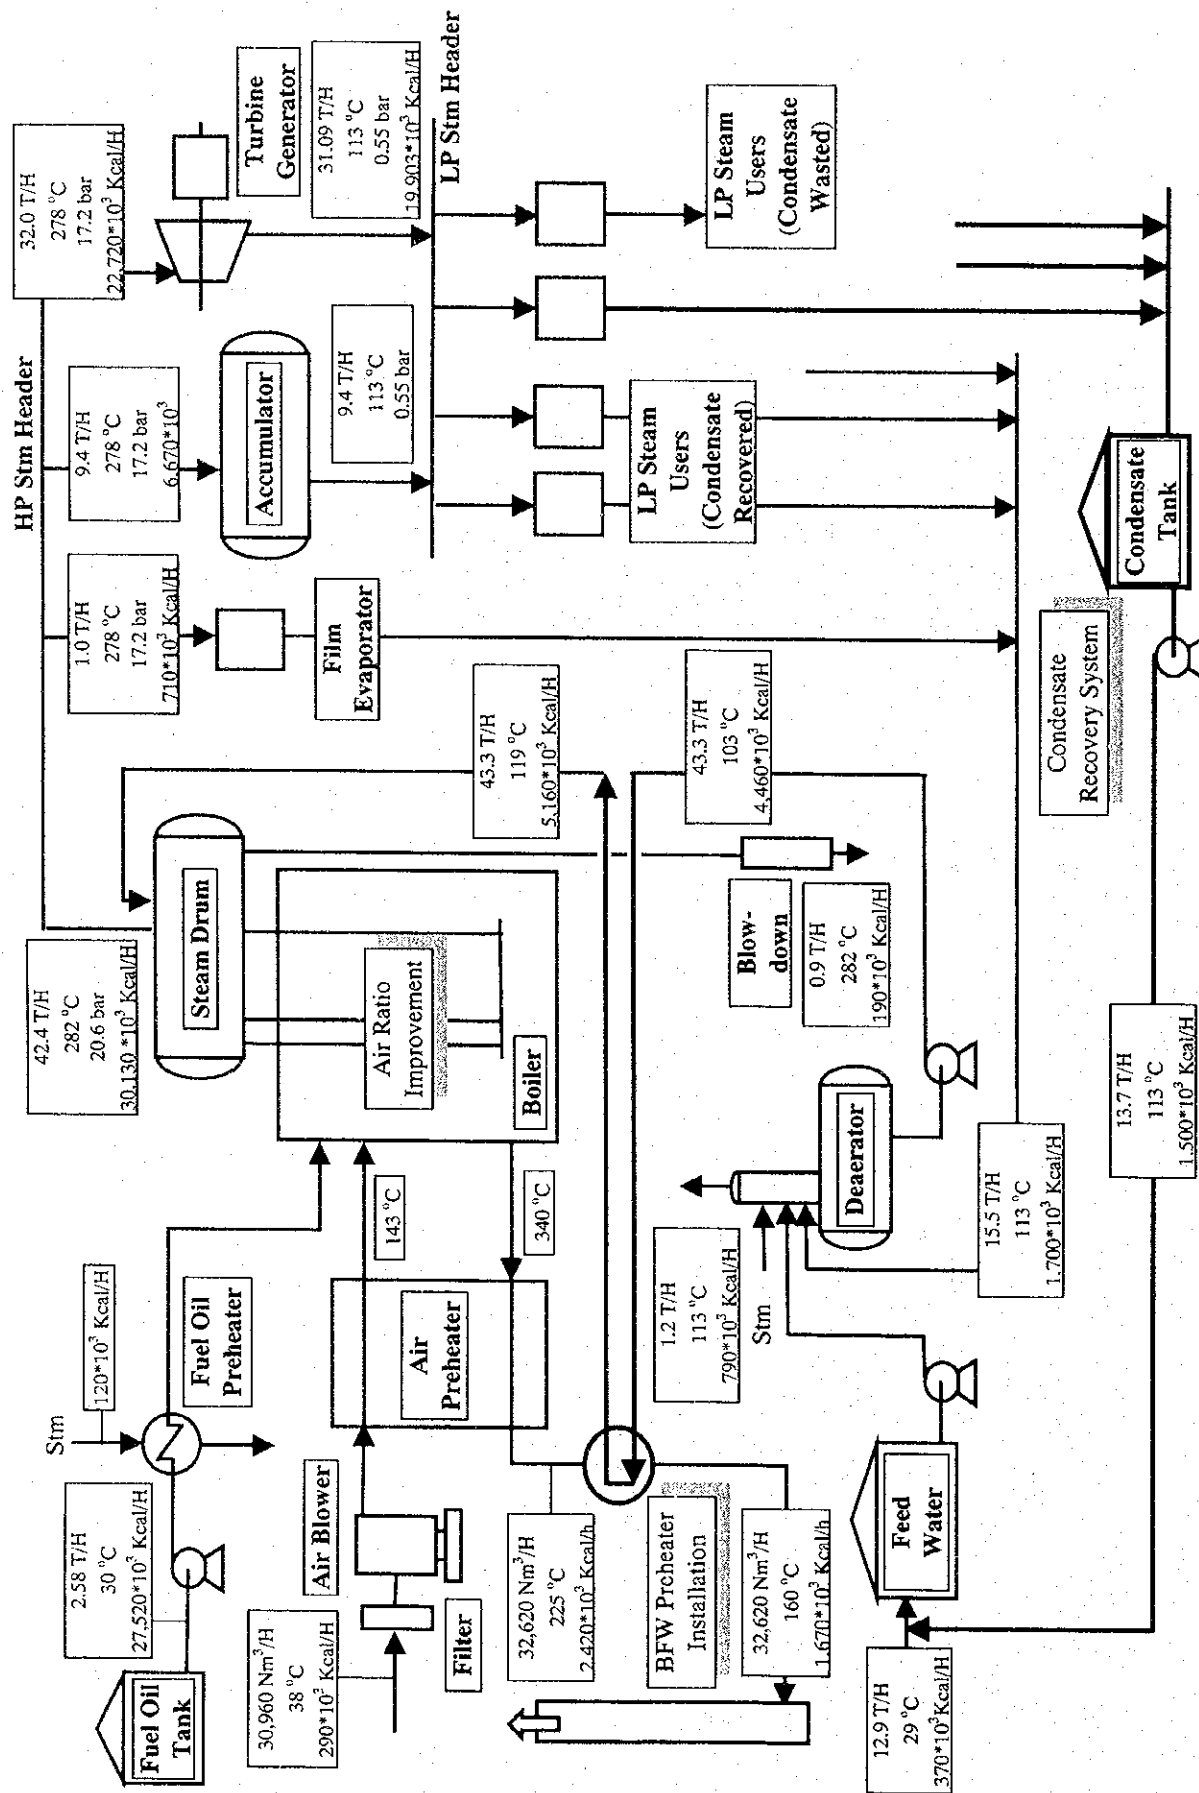 Fuel Oil
Tank
2.58 T/H
30 °C
27,520*10³ Kcal/H
Stm
120*10³ Kcal/H
Fuel Oil
Preheater
30,960 Nm³/H
38 °C
290*10³ Kcal/H
Filter
Air Blower
Air
Preheater
143 °C
340 °C
32,620 Nm³/H
225 °C
2.420*10³ Kcal/h
BFW Preheater
Installation
32,620 Nm³/H
160 °C
1.670*10³ Kcal/h
42.4 T/H
282 °C
20.6 bar
30.130 *10³ Kcal/H
Steam Drum
Air Ratio
Improvement
Boiler
HP Stm Header
1.0 T/H
278 °C
17.2 bar
710*10³ Kcal/H
Film
Evaporator
9.4 T/H
278 °C
17.2 bar
6.670*10³
Accumulator
9.4 T/H
113 °C
0.55 bar
32.0 T/H
278 °C
17.2 bar
22.720*10³ Kcal/H
Turbine
Generator
31.09 T/H
113 °C
0.55 bar
19.903*10³ Kcal/H
LP Stm Header
43.3 T/H
119 °C
5,160*10³ Kcal/H
43.3 T/H
103 °C
4,460*10³ Kcal/H
Blow-
down
0.9 T/H
282 °C
190*10³ Kcal/H
LP Steam
Users
(Condensate
Recovered)
LP Steam
Users
(Condensate
Wasted)
1.2 T/H
113 °C
790*10³ Kcal/H
Stm
Deaerator
Feed
Water
12.9 T/H
29 °C
370*10³Kcal/H
15.5 T/H
113 °C
1.700*10³ Kcal/H
13.7 T/H
113 °C
1.500*10³ Kcal/H
Condensate
Recovery System
Condensate
Tank